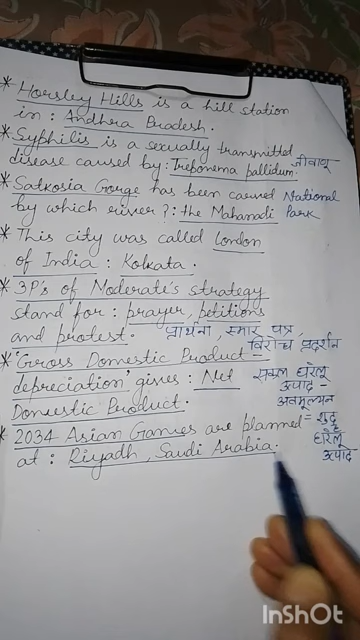 * Horsley Hills is a hill station
in : Andhra Pradesh.
* Syphilis is a sexually transmitted
disease caused by : Treponema pallidum. जीवाणु
* Satkosia Gorge has been carved National
by which river? : the Mahanadi Park
* This city was called London
of India : Kolkata.
* 3P's of Moderate's strategy
stand for : prayer, petitions
and protest. प्रार्थना, स्मार पत्र,
विरोध प्रदर्शन
* 'Gross Domestic Product -
depreciation' gives : Net सकल घरेलू
उत्पाद -
Domestic Product. अवमूल्यन
* 2034 Asian Games are planned = शुद्ध
घरेलू
at : Riyadh, Saudi Arabia. उत्पाद
InShot